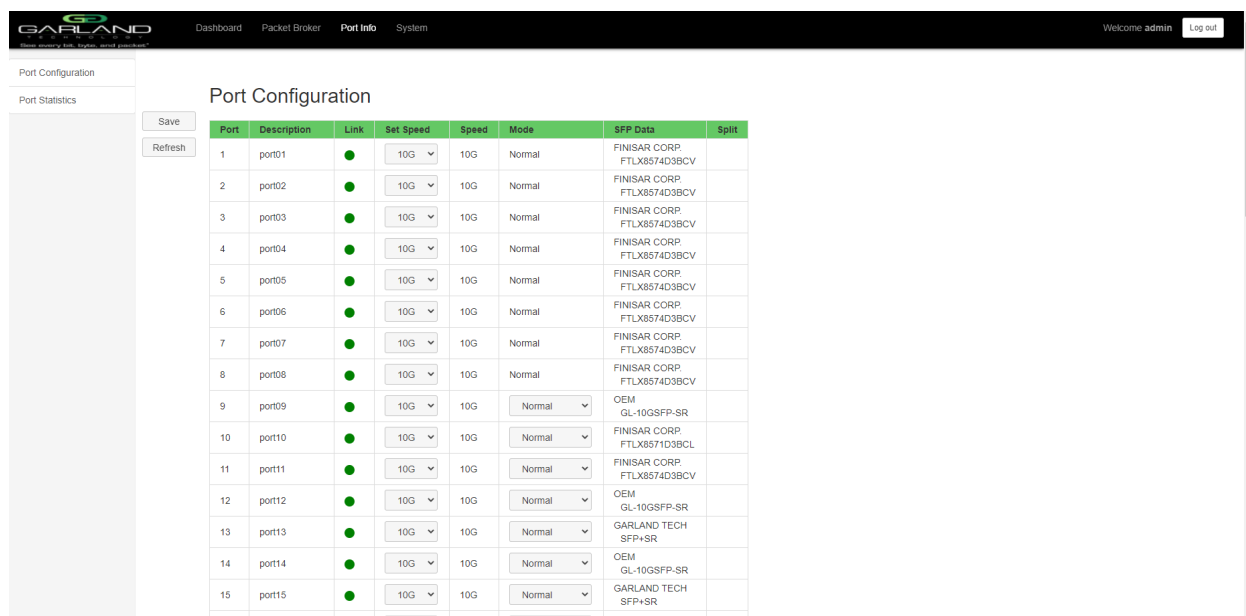 GARLAND
TECHNOLOGY
See every bit, byte, and packet®
Dashboard Packet Broker Port Info System
Welcome admin Log out
Port Configuration
Port Statistics
Save
Refresh
Port Configuration
Port Description Link Set Speed Speed Mode SFP Data Split
1 port01 10G 10G Normal FINISAR CORP.
FTLX8574D3BCV
2 port02 10G 10G Normal FINISAR CORP.
FTLX8574D3BCV
3 port03 10G 10G Normal FINISAR CORP.
FTLX8574D3BCV
4 port04 10G 10G Normal FINISAR CORP.
FTLX8574D3BCV
5 port05 10G 10G Normal FINISAR CORP.
FTLX8574D3BCV
6 port06 10G 10G Normal FINISAR CORP.
FTLX8574D3BCV
7 port07 10G 10G Normal FINISAR CORP.
FTLX8574D3BCV
8 port08 10G 10G Normal FINISAR CORP.
FTLX8574D3BCV
9 port09 10G 10G Normal OEM
GL-10GSFP-SR
10 port10 10G 10G Normal FINISAR CORP.
FTLX8571D3BCL
11 port11 10G 10G Normal FINISAR CORP.
FTLX8574D3BCV
12 port12 10G 10G Normal OEM
GL-10GSFP-SR
13 port13 10G 10G Normal GARLAND TECH
SFP+SR
14 port14 10G 10G Normal OEM
GL-10GSFP-SR
15 port15 10G 10G Normal GARLAND TECH
SFP+SR